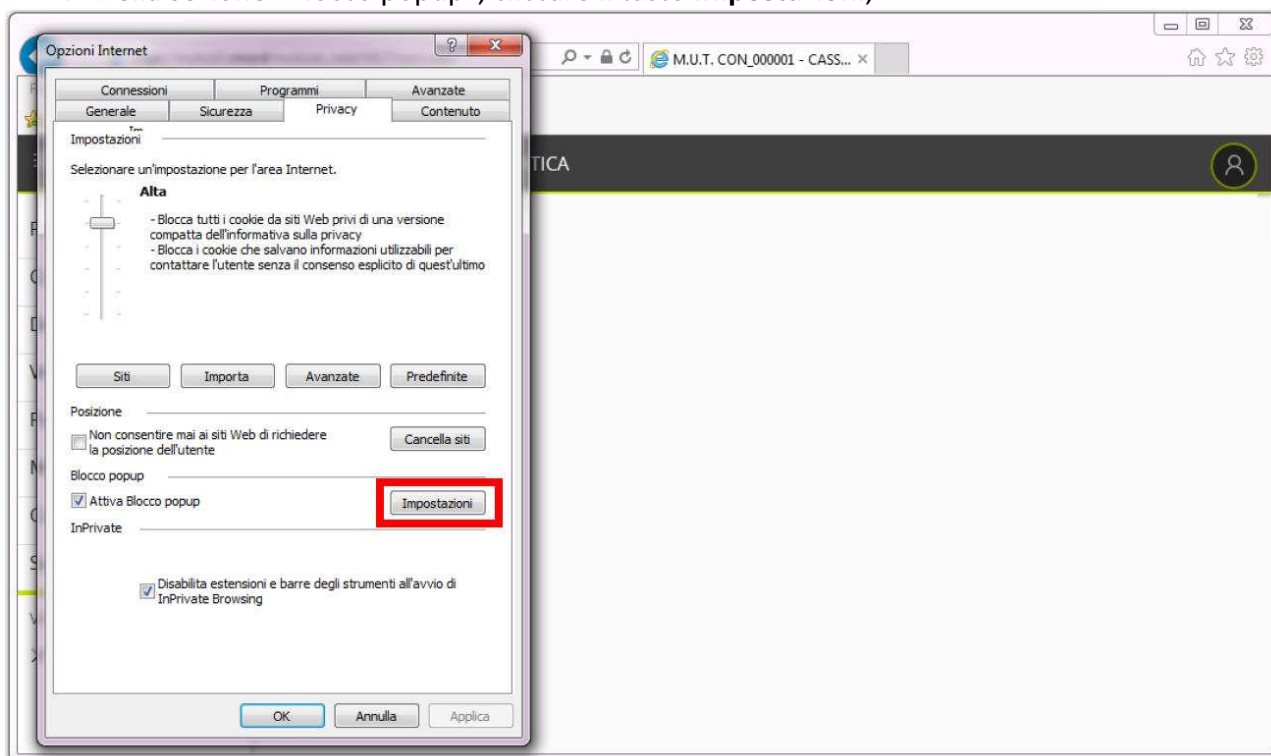 Opzioni Internet
M.U.T. CON_000001 - CASS...
Connessioni Programmi Avanzate
Generale Sicurezza Privacy Contenuto
Impostazioni
TICA
Selezionare un'impostazione per l'area Internet.
Alta
- Blocca tutti i cookie da siti Web privi di una versione
compatta dell'informativa sulla privacy
- Blocca i cookie che salvano informazioni utilizzabili per
contattare l'utente senza il consenso esplicito di quest'ultimo
Siti Importa Avanzate Predefinite
Posizione
Non consentire mai ai siti Web di richiedere
la posizione dell'utente
Cancella siti
Blocco popup
Attiva Blocco popup
Impostazioni
InPrivate
Disabilita estensioni e barre degli strumenti all'avvio di
InPrivate Browsing
OK Annulla Applica